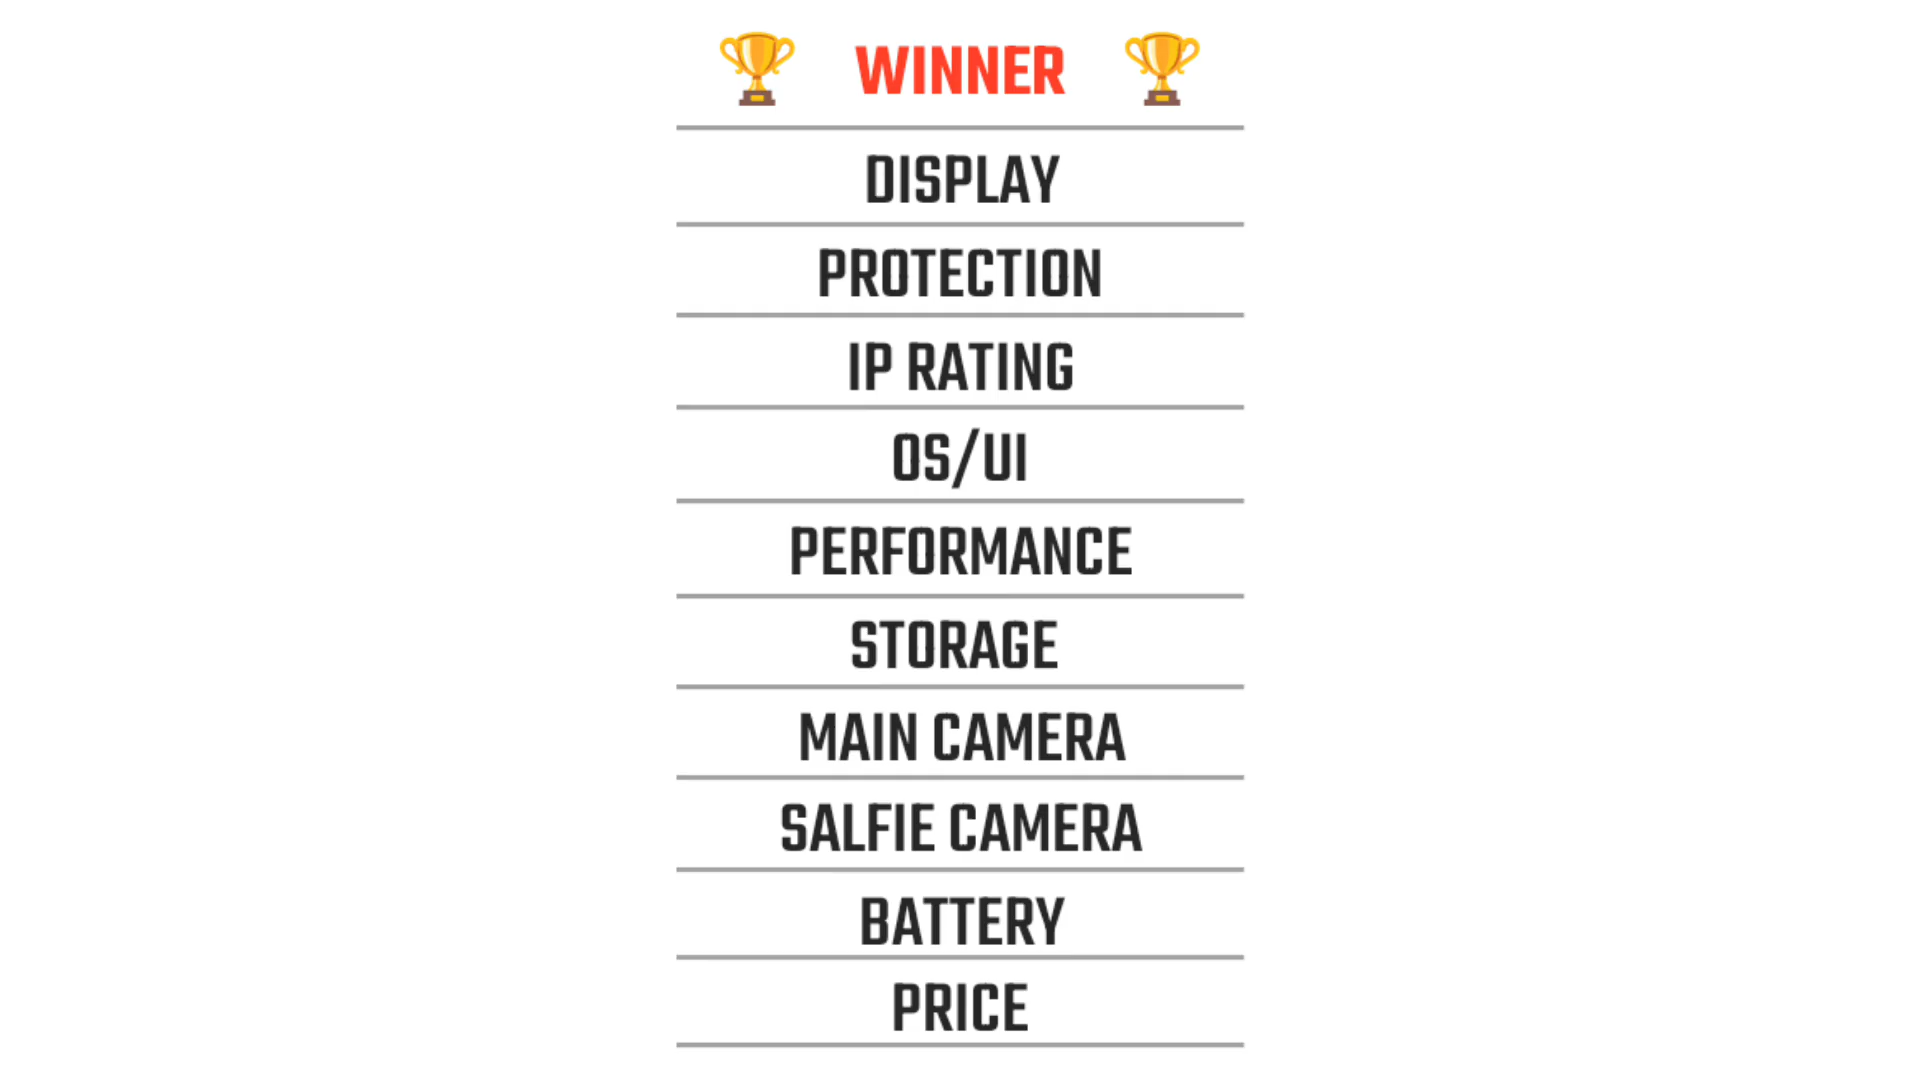 WINNER
DISPLAY
PROTECTION
IP RATING
OS/UI
PERFORMANCE
STORAGE
MAIN CAMERA
SALFIE CAMERA
BATTERY
PRICE